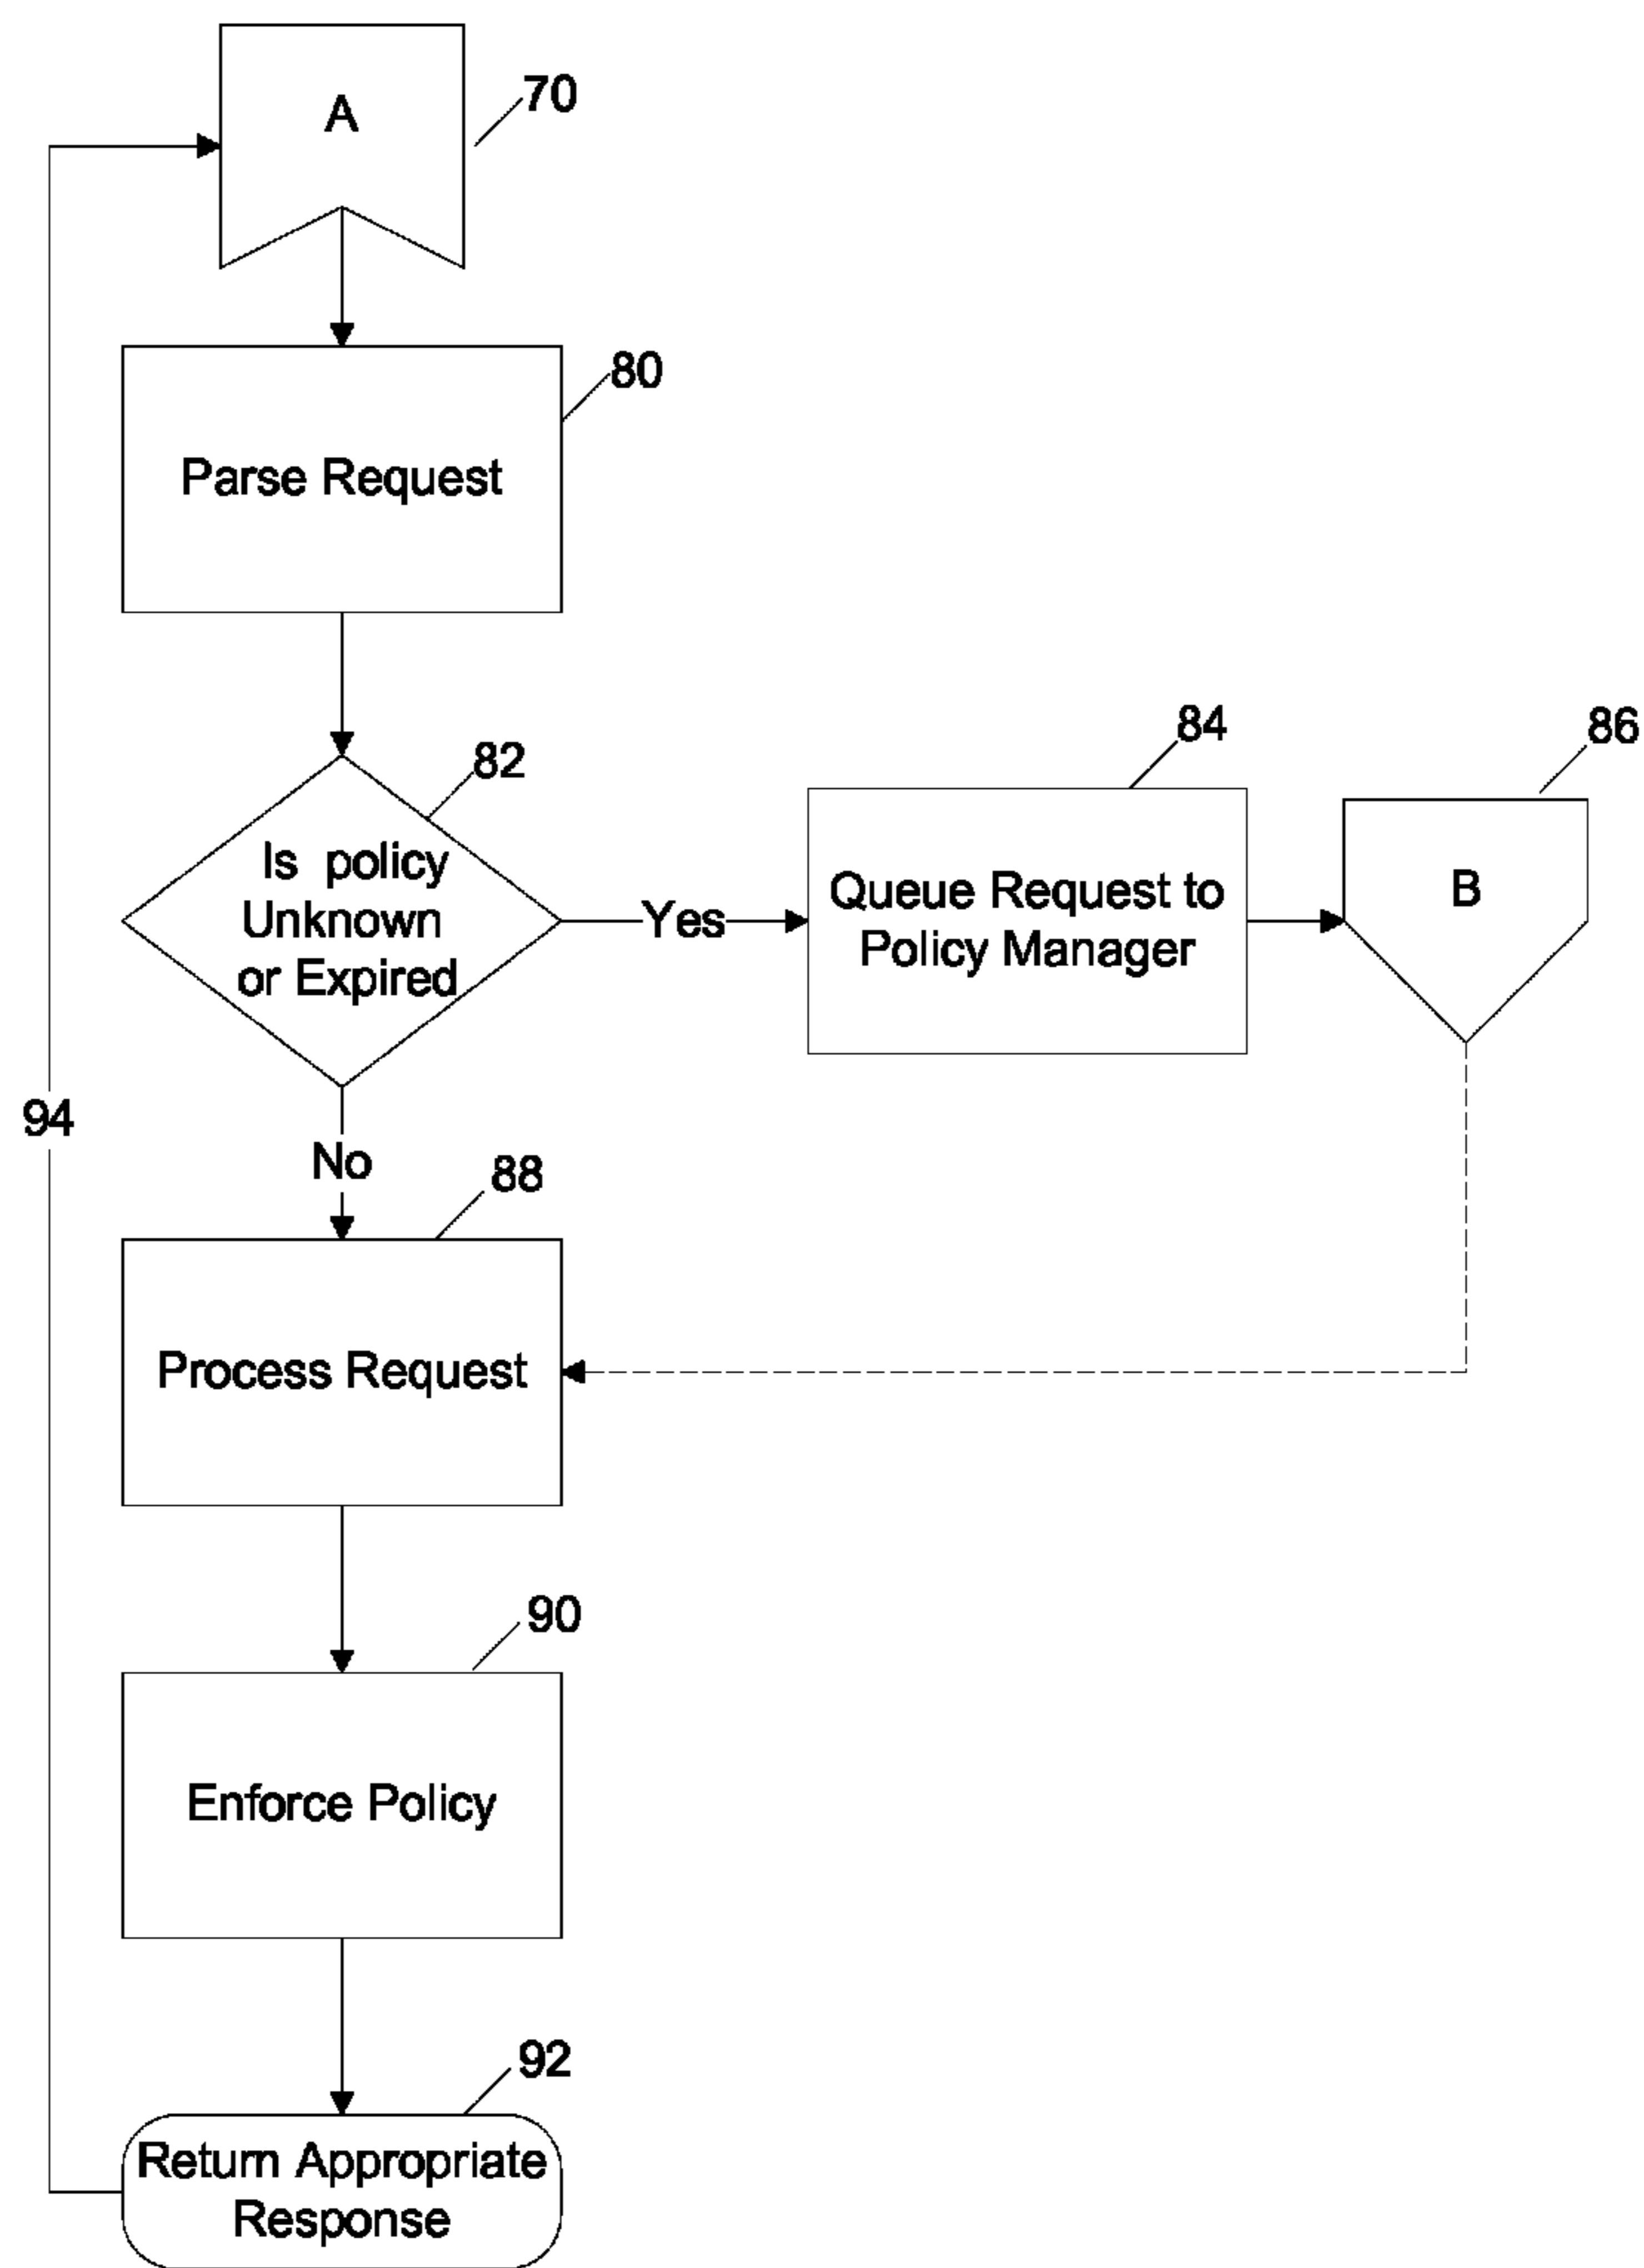 A
70
80
Parse Request
82
84
86
Is policy
Unknown
or Expired
Yes
Queue Request to
Policy Manager
B
94
No
88
Process Request
90
Enforce Policy
92
Return Appropriate
Response